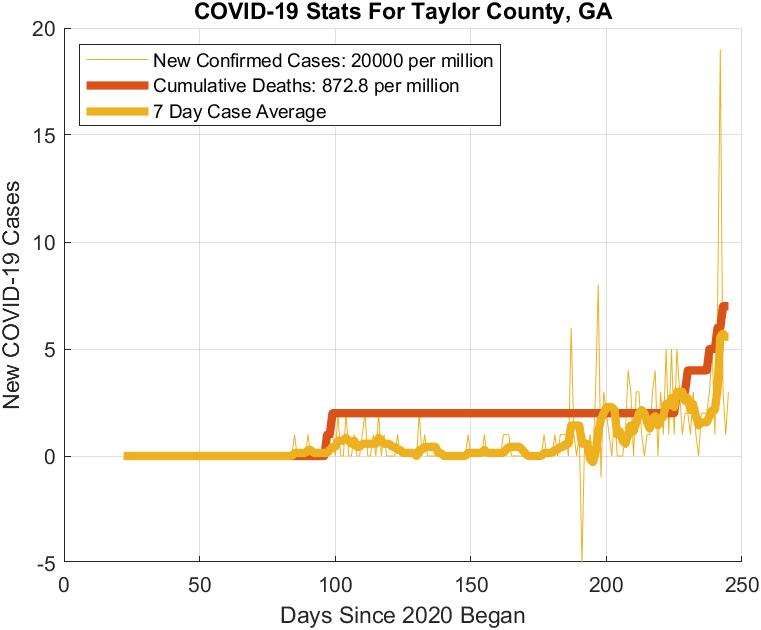 COVID-19 Stats For Taylor County, GA
New Confirmed Cases: 20000 per million
Cumulative Deaths: 872.8 per million
7 Day Case Average
New COVID-19 Cases
20
15
10
5
0
-5
0 50 100 150 200 250
Days Since 2020 Began